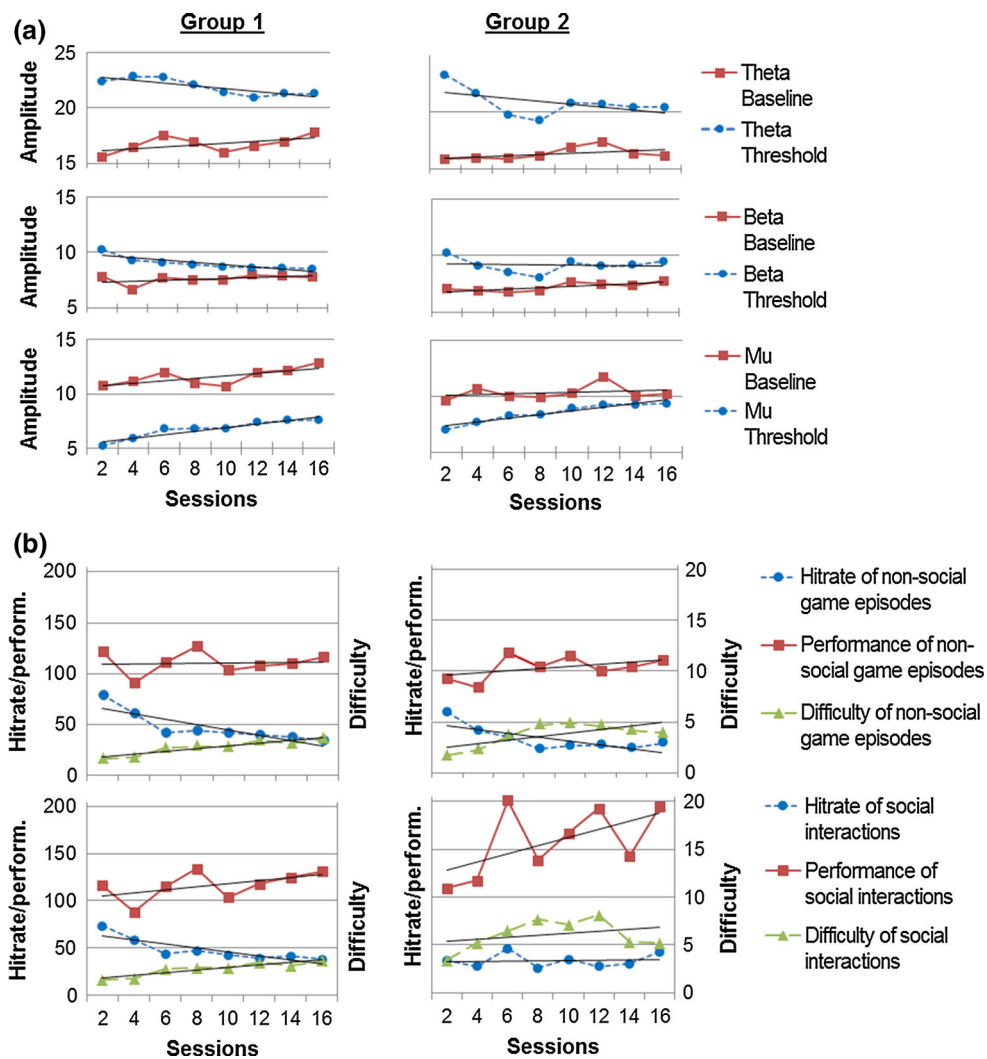 (a)
Group 1
Group 2
Amplitude
25
20
15
Theta
Baseline
Theta
Threshold
Amplitude
15
10
5
Beta
Baseline
Beta
Threshold
Amplitude
15
10
5
2 4 6 8 10 12 14 16
Sessions
2 4 6 8 10 12 14 16
Sessions
Mu
Baseline
Mu
Threshold
(b)
Hitrate/perform.
200
150
100
50
0
Difficulty
Hitrate/perform.
20
15
10
5
0
Difficulty
Hitrate of non-social
game episodes
Performance of non-
social game episodes
Difficulty of non-social
game episodes
Hitrate/perform.
200
150
100
50
0
2 4 6 8 10 12 14 16
Sessions
Difficulty
Hitrate/perform.
20
15
10
5
0
2 4 6 8 10 12 14 16
Sessions
Difficulty
Hitrate of social
interactions
Performance of
social interactions
Difficulty of social
interactions